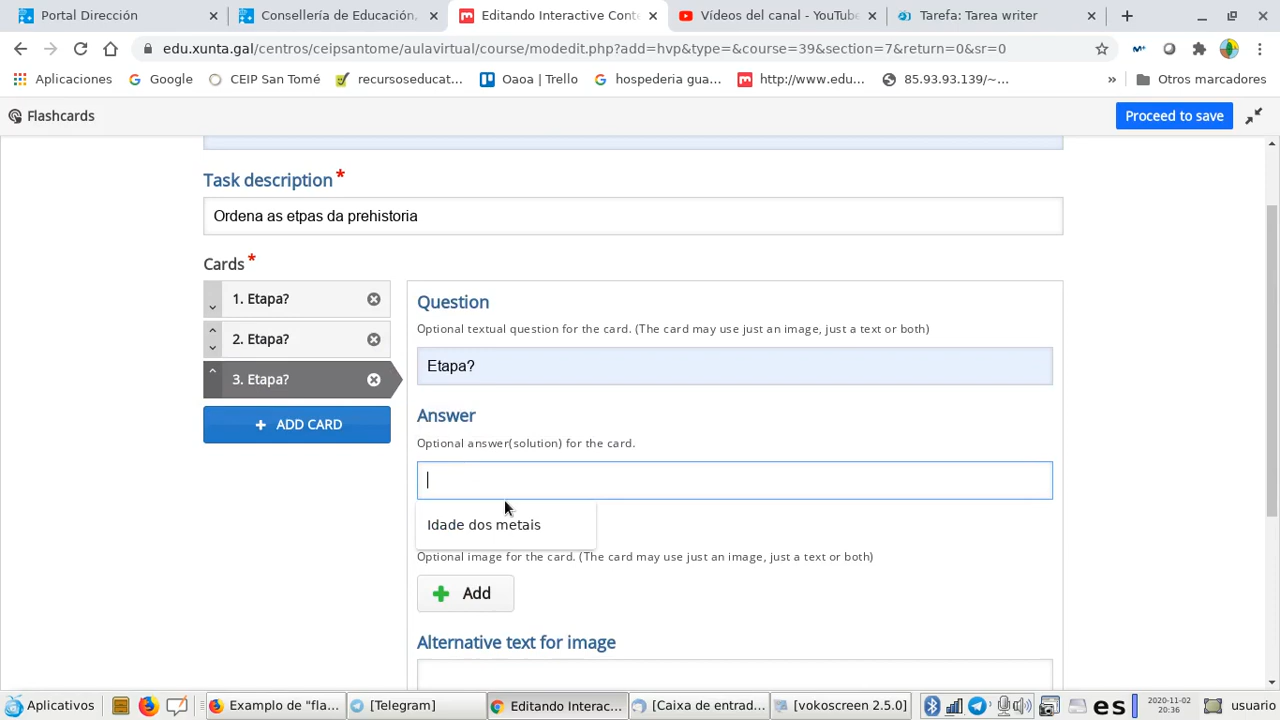 Portal Dirección
Consellería de Educación,
Editando Interactive Cont
Vídeos del canal - YouTube
Tarefa: Tarea writer
edu.xunta.gal/centros/ceipsantome/aulavirtual/course/modedit.php?add=hvp&type=&course=39&section=7&return=0&sr=0
Aplicaciones
Google
CEIP San Tomé
recursoseducat...
Oaoa | Trello
hospederia gua...
http://www.edu...
85.93.93.139/~...
»
Otros marcadores
Flashcards
Proceed to save
Task description *
Ordena as etpas da prehistoria
Cards *
1. Etapa?
2. Etapa?
3. Etapa?
+ ADD CARD
Question
Optional textual question for the card. (The card may use just an image, just a text or both)
Etapa?
Answer
Optional answer(solution) for the card.
Idade dos metais
Optional image for the card. (The card may use just an image, just a text or both)
Add
Alternative text for image
Aplicativos
Examplo de "fla...
[Telegram]
Editando Interac...
[Caixa de entrad...
[vokoscreen 2.5.0]
es
2020-11-02
20:36
usuario